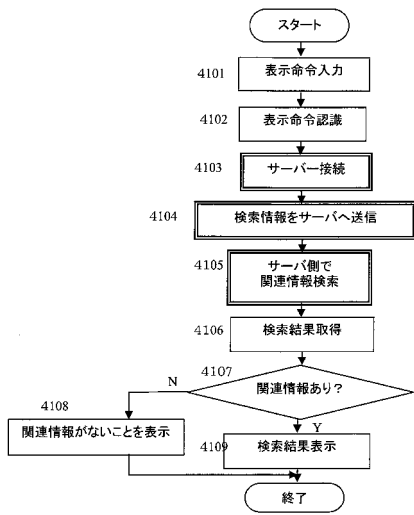 スタート
4101
表示命令入力
4102
表示命令認識
4103
サーバー接続
4104
検索情報をサーバへ送信
4105
サーバ側で
関連情報検索
4106
検索結果取得
4107
関連情報あり?
N
Y
4108
関連情報がないことを表示
4109
検索結果表示
終了